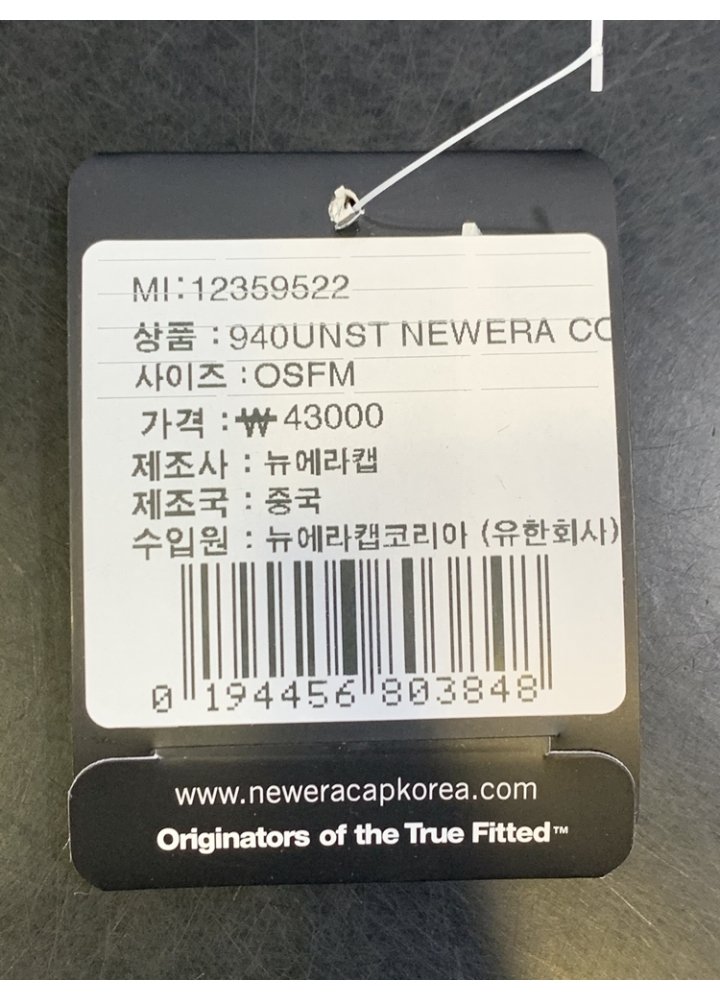 MI:12359522
상품 : 940UNST NEWERA CO
사이즈 : OSFM
가격 : ₩43000
제조사 : 뉴에라캡
제조국 : 중국
수입원 : 뉴에라캡코리아 (유한회사)
0 194456 803848
www.neweracapkorea.com
Originators of the True Fitted™